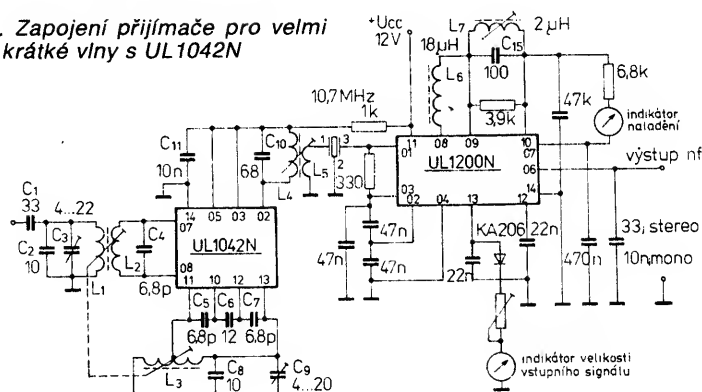 . Zapojení přijímače pro velmi
krátké vlny s UL1042N
+Ucc
12V
L7
2μH
C15
100
18μH
L6
3,9k
6,8k
47k
indikátor
naladění
výstup nf
10,7MHz
1k
C11
10n
C10
68
L4
L5
1
3
2
330
11
08
09
10
01
07
UL1200N
06
03
14
02
04
13
12
47n
47n
47n
22n
KA206
22n
470n
33, stereo
10n, mono
C1
33
4...22
C2
10
C3
L1
L2
C4
6,8p
14
05
03
02
07
UL1042N
08
11
10
12
13
C5
C6
C7
6,8p
12
6,8p
L3
C8
10
C9
4...20
indikátor velikosti
vstupního signálu